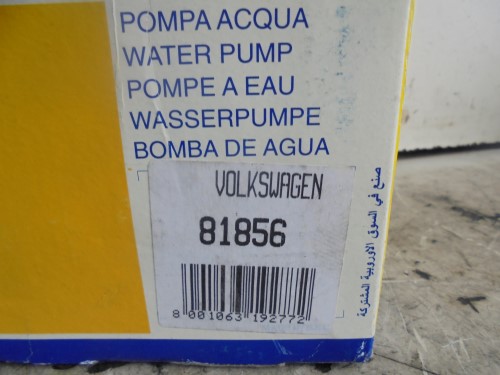 POMPA ACQUA
WATER PUMP
POMPE A EAU
WASSERPUMPE
BOMBA DE AGUA
VOLKSWAGEN
81856
8 001063 192772
صنع في السوق الاوروبية المشتركة